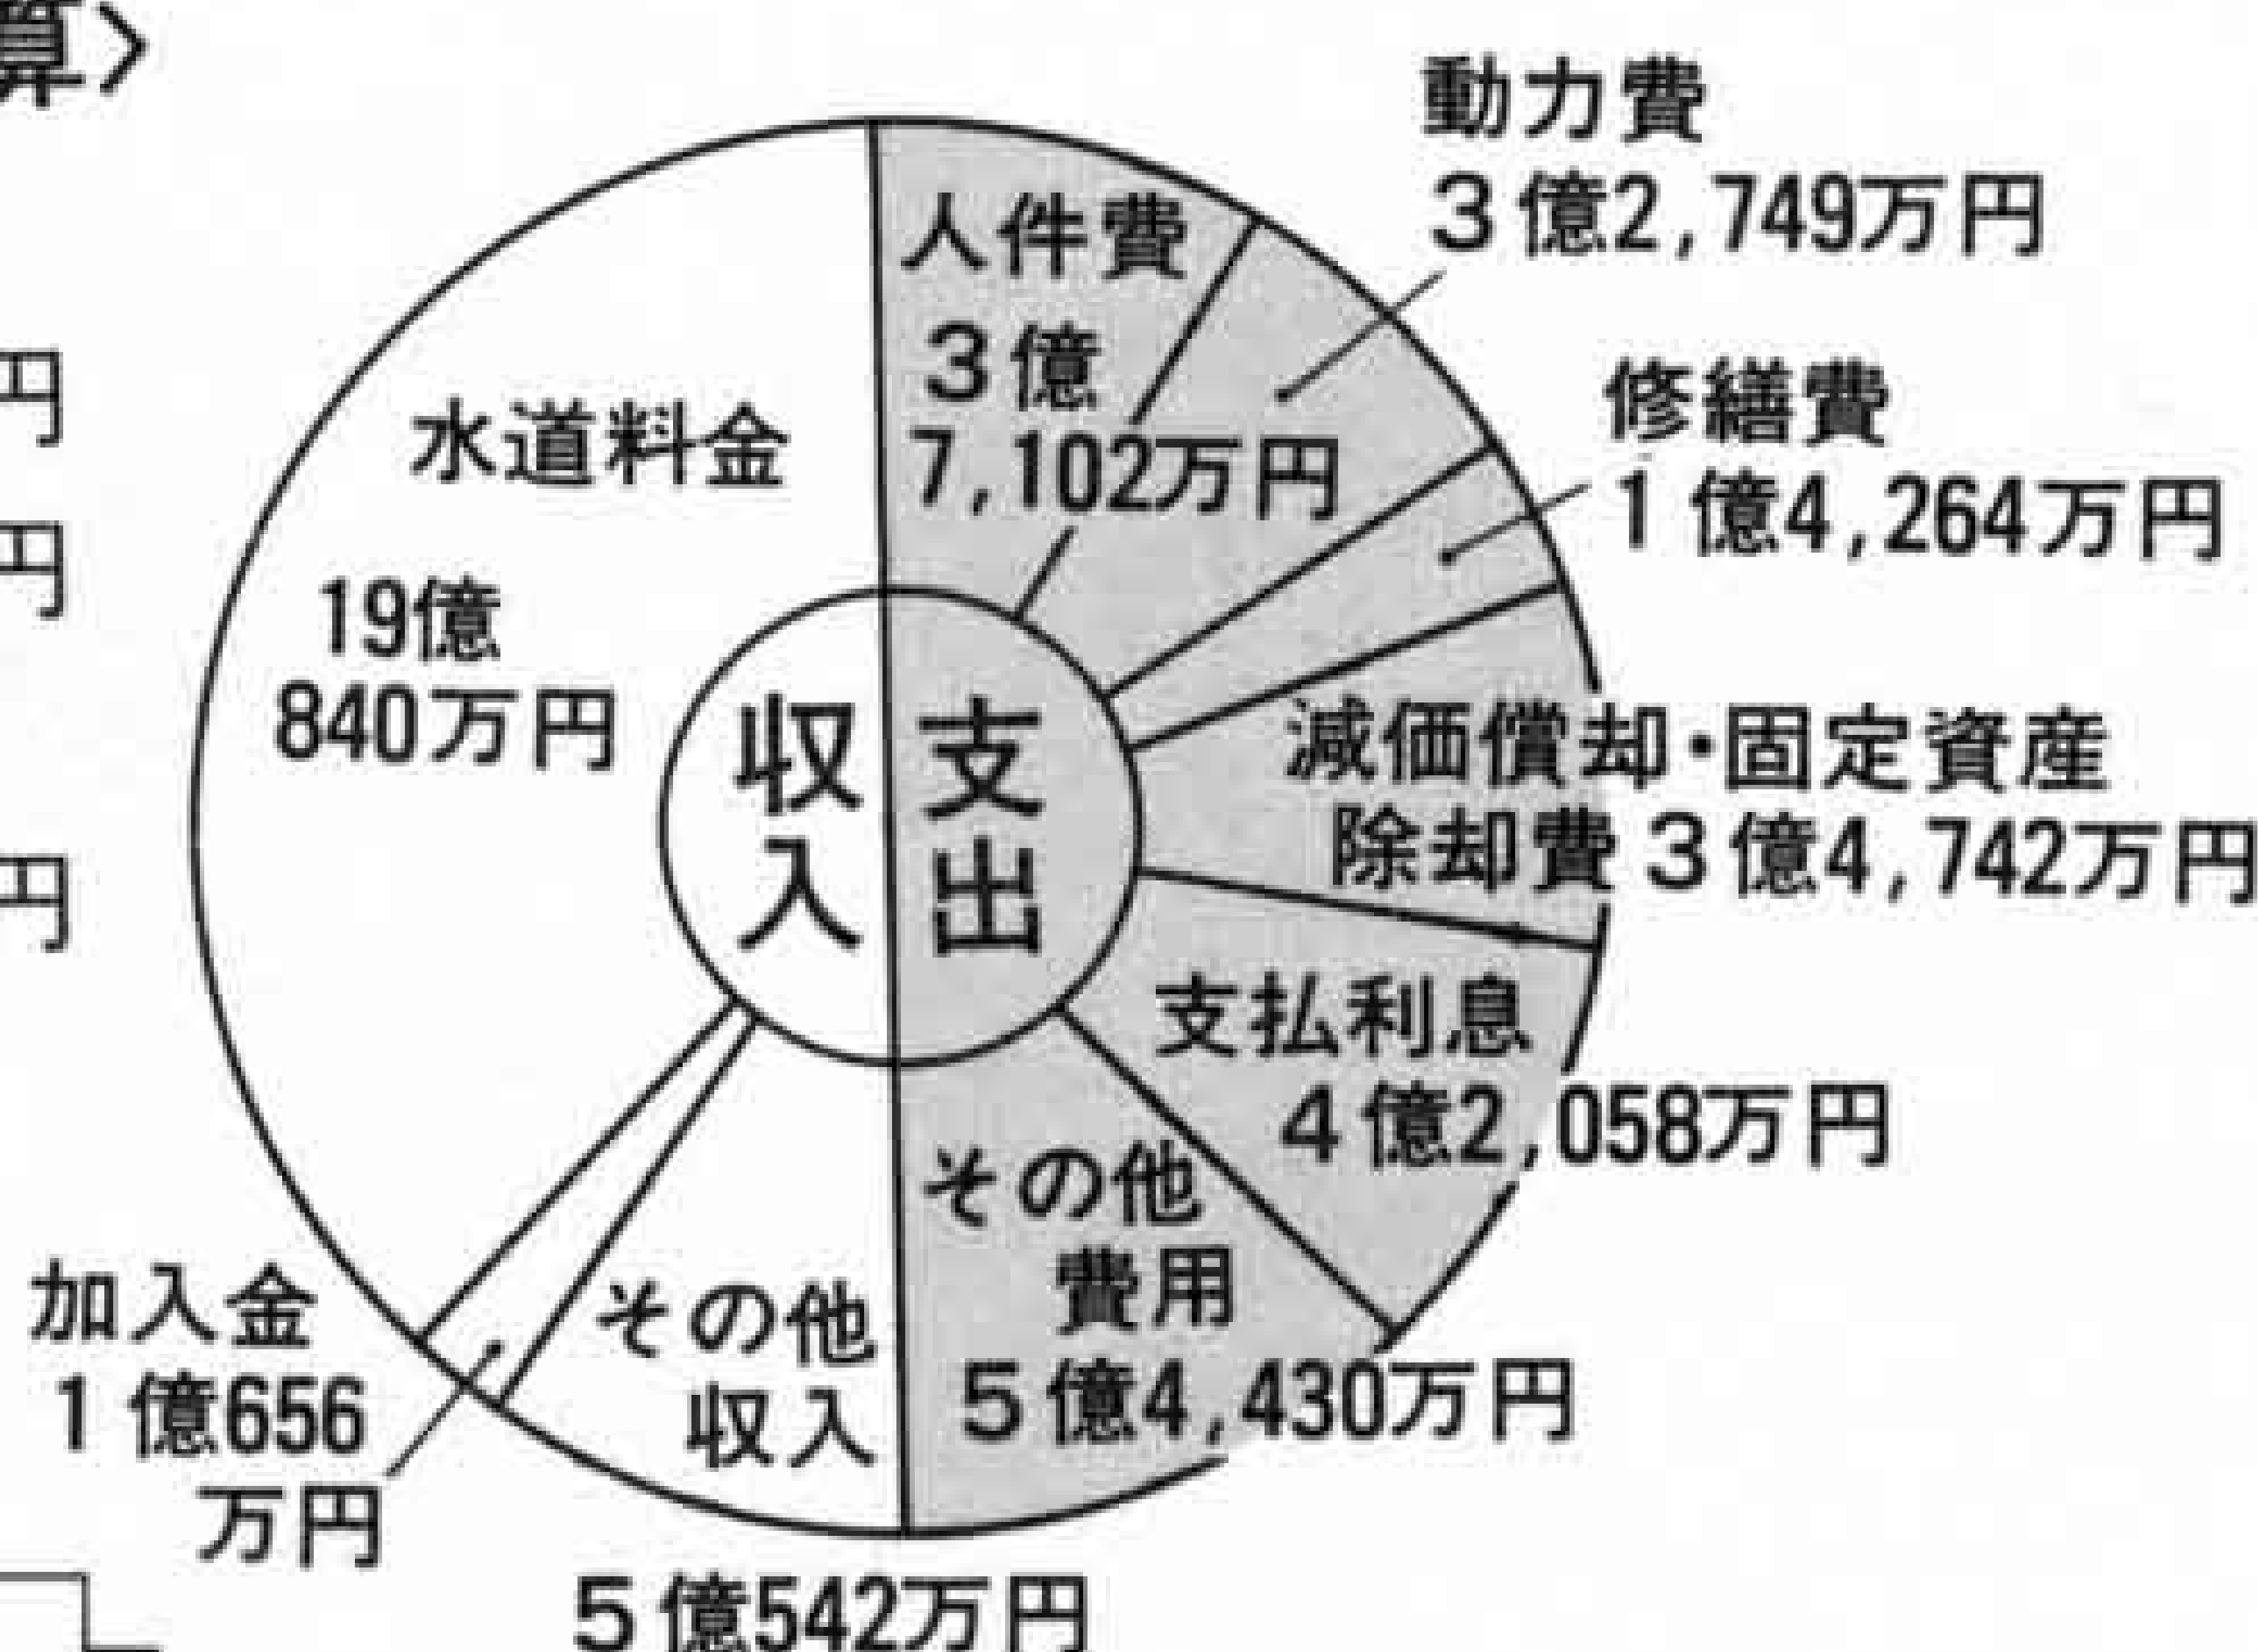 算〉
円
円
円
水道料金
19億
840万円
収入
支出
人件費
3億
7,102万円
動力費
3億2,749万円
修繕費
1億4,264万円
減価償却・固定資産
除却費3億4,742万円
支払利息
4億2,058万円
その他
費用
5億4,430万円
その他
収入
5億542万円
加入金
1億656
万円